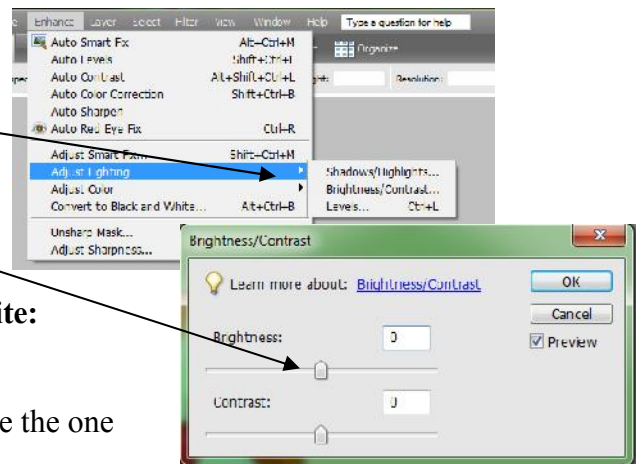 Enhance Layer Select Filter View Window Help Type a question for help
Auto Smart Fix Alt+Ctrl+M
Organize
Auto Levels Shift+Ctrl+L
Auto Contrast Alt+Shift+Ctrl+L
Resolution:
Auto Color Correction Shift+Ctrl+B
Auto Sharpen
Auto Red Eye Fix Ctrl+R
Adjust Smart Fix... Shift+Ctrl+M
Adjust Lighting
Shadows/Highlights...
Adjust Color
Brightness/Contrast...
Convert to Black and White... Alt+Ctrl+B
Levels... Ctrl+L
Unsharp Mask...
Adjust Sharpness...
Brightness/Contrast
Learn more about: Brightness/Contrast
OK
Cancel
Brightness: 0
Preview
Contrast: 0
ite:
e the one